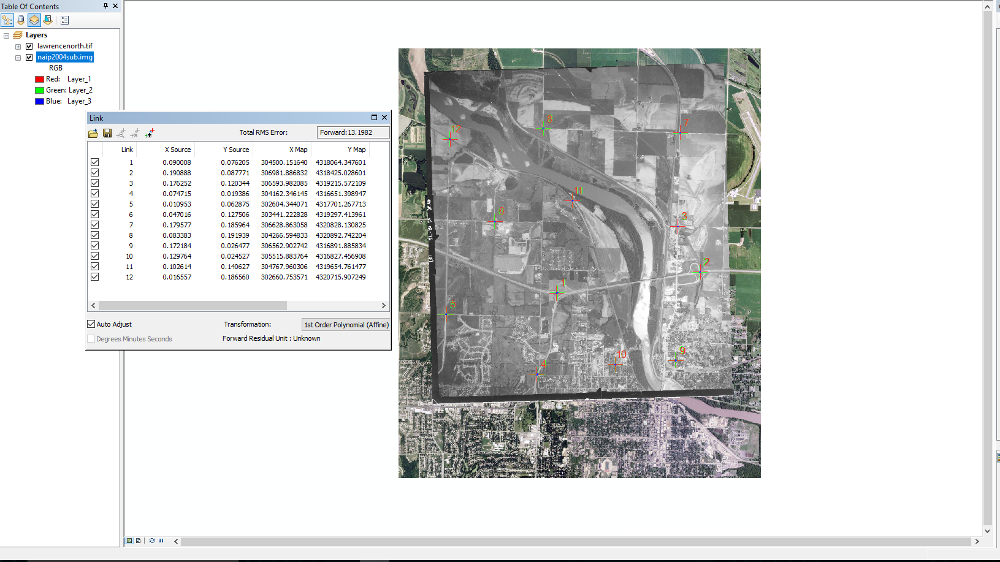 Table Of Contents
Layers
lawrencenorth.tif
naip2004sub.img
RGB
Red: Layer_1
Green: Layer_2
Blue: Layer_3
Link
Total RMS Error: Forward:13.1982
Link X Source Y Source X Map Y Map
1 0.090008 0.076205 304500.151640 4318064.347601
2 0.190888 0.087771 306981.886832 4318425.028601
3 0.176252 0.120344 306593.982085 4319215.572109
4 0.074715 0.019386 304162.346145 4316651.398947
5 0.010953 0.062875 302604.344071 4317701.267713
6 0.047016 0.127506 303441.222828 4319297.413961
7 0.179577 0.185964 306628.863058 4320828.130825
8 0.083383 0.191939 304266.594833 4320892.742204
9 0.172184 0.026477 306562.902742 4316891.885834
10 0.129764 0.024527 305515.883764 4316827.456908
11 0.102614 0.140627 304767.960306 4319654.761477
12 0.016557 0.186560 302660.753571 4320715.907249
Auto Adjust Transformation: 1st Order Polynomial (Affine)
Degrees Minutes Seconds Forward Residual Unit : Unknown
8
7
12
11
6
3
2
1
5
10
9
4